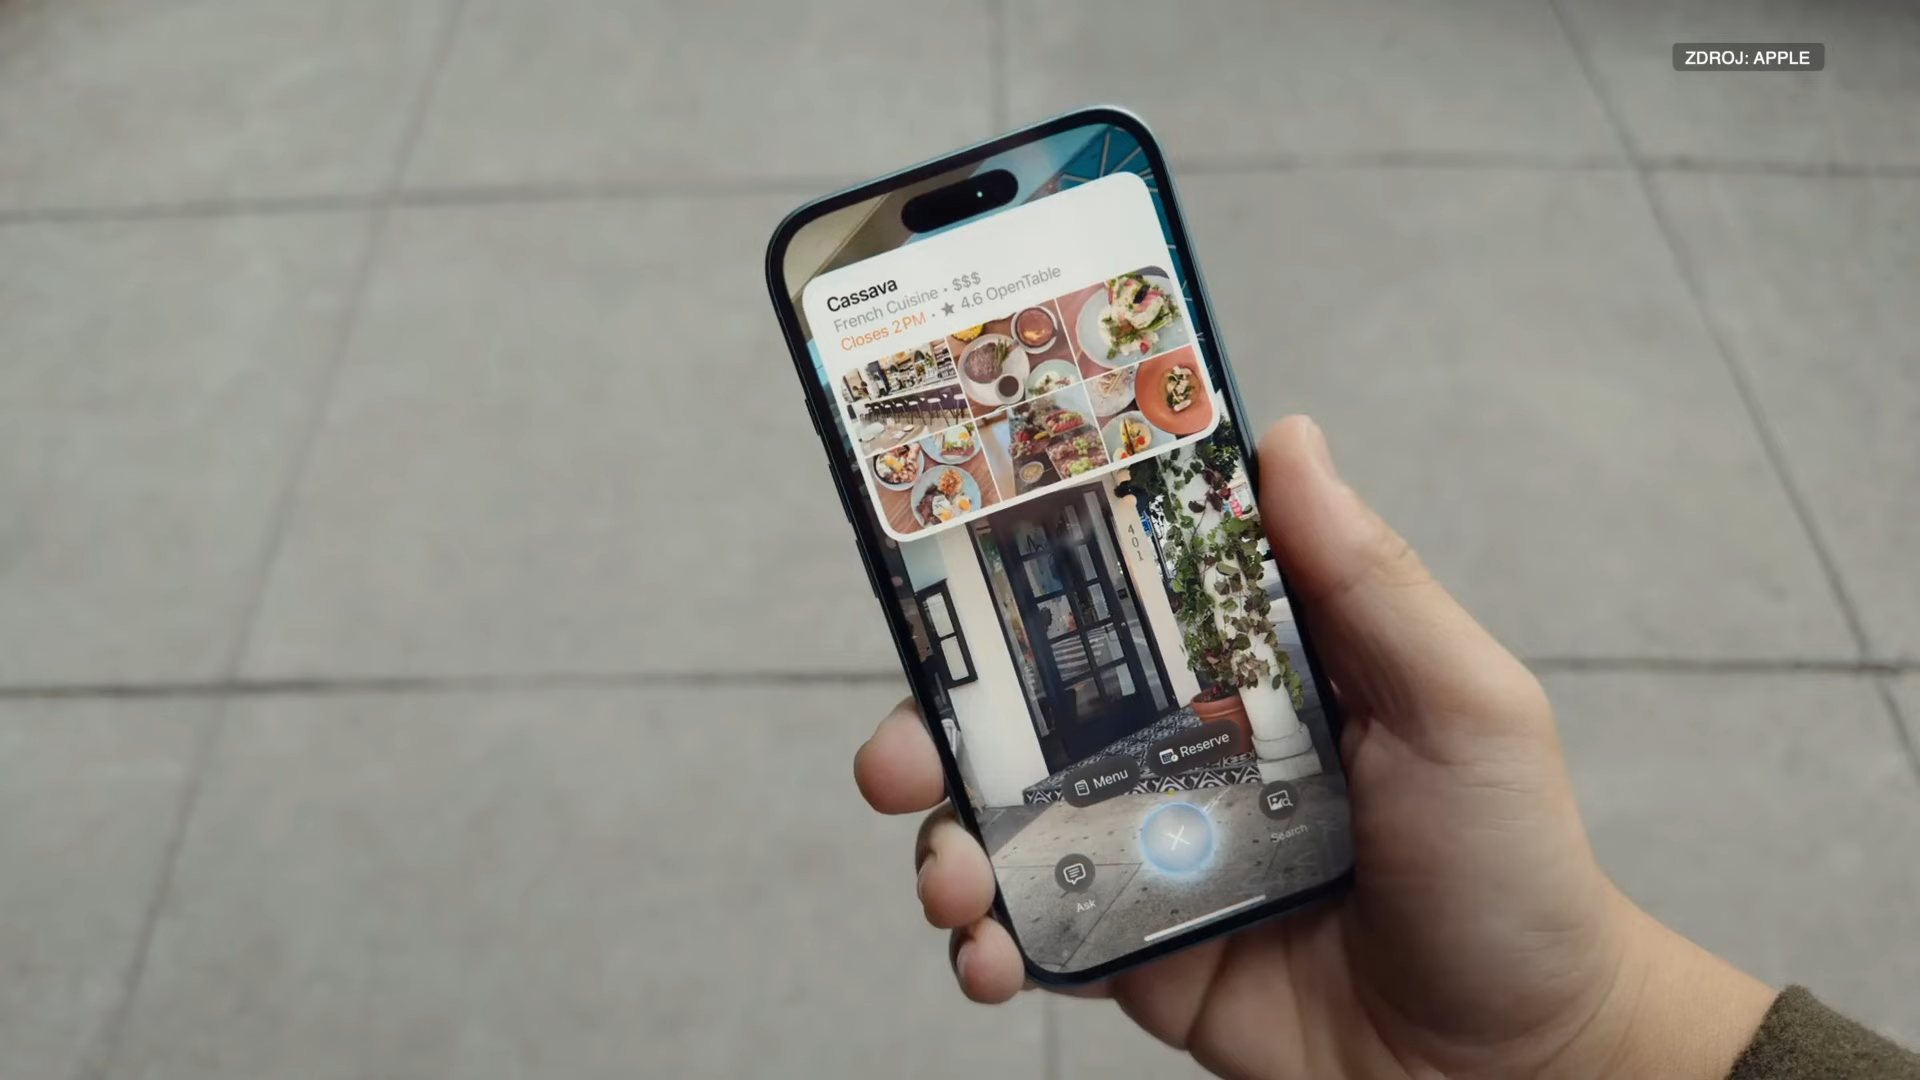 ZDROJ: APPLE
Cassava
French Cuisine • $$$
Closes 2PM • ★ 4.6 OpenTable
401
Menu
Reserve
Search
Ask